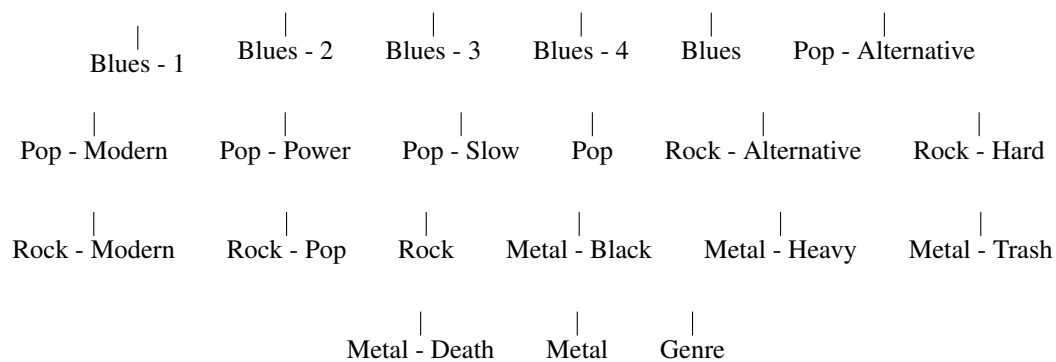 Blues - 1 Blues - 2 Blues - 3 Blues - 4 Blues Pop - Alternative
Pop - Modern Pop - Power Pop - Slow Pop Rock - Alternative Rock - Hard
Rock - Modern Rock - Pop Rock Metal - Black Metal - Heavy Metal - Trash
Metal - Death Metal Genre